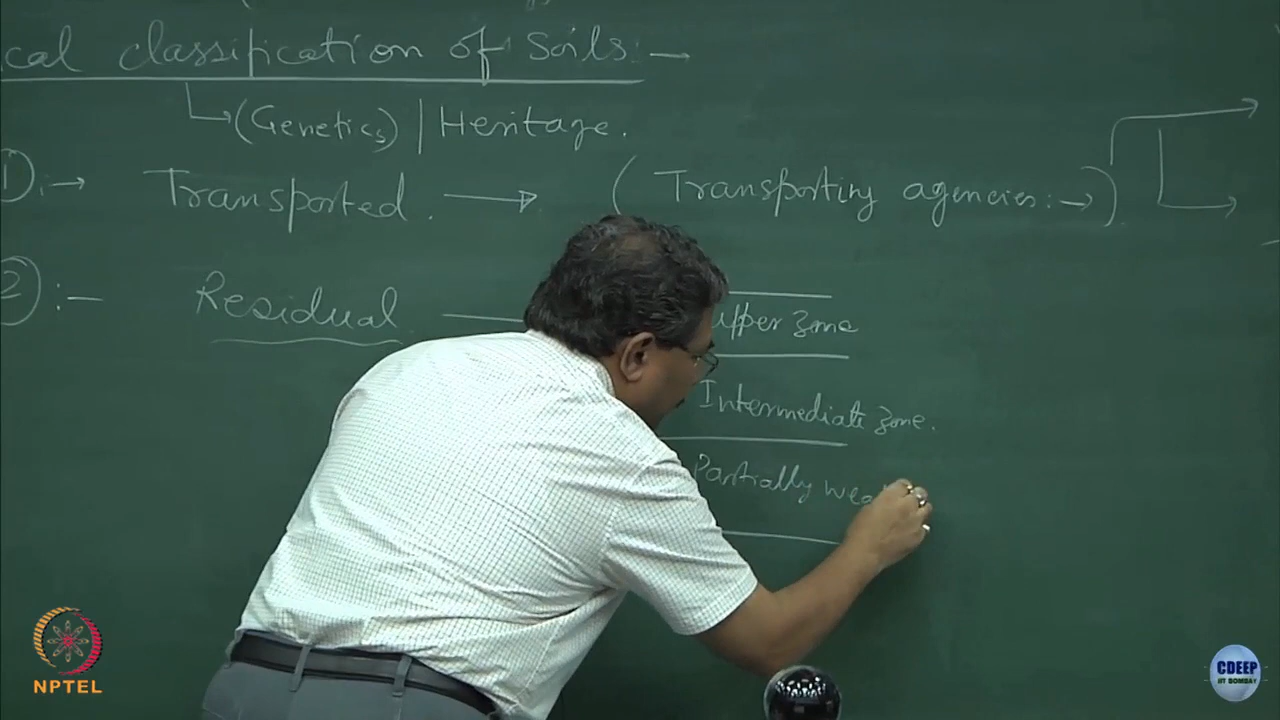 ical classification of Soils:—
(Genetics) | Heritage.
1):→ Transported. → (Transporting agencies:→)
2):— Residual.
upper zone
Intermediate zone.
Partially wea
NPTEL
CDEEP
IIT BOMBAY